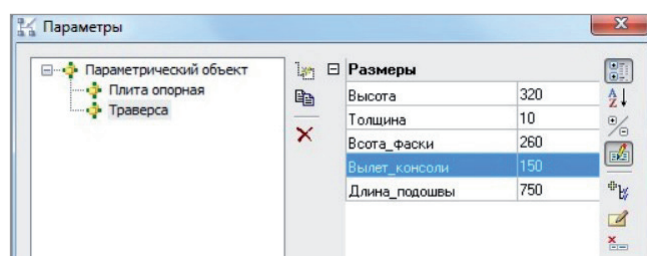 Параметры
Параметрический объект
Плита опорная
Траверса
Размеры
Высота 320
Толщина 10
Всота_фаски 260
Вылет_консоли 150
Длина_подошвы 750